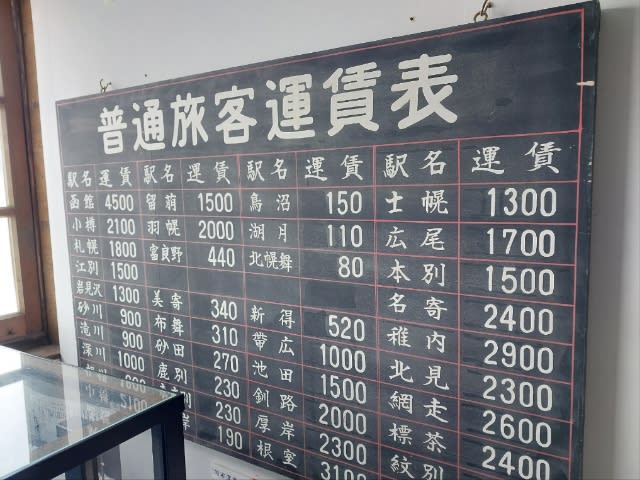 普通旅客運賃表
駅名 運賃 駅名 運賃 駅名 運賃 駅名 運賃
函館 4500 留萌 1500 鳥沼 150 士幌 1300
小樽 2100 羽幌 2000 湖月 110 広尾 1700
札幌 1800 富良野 440 北幌舞 80 本別 1500
江別 1500 名寄 2400
岩見沢 1300 美寄 340 新得 520 稚内 2900
砂川 900 布舞 310 帯広 1000 北見 2300
滝川 900 砂田 270 池田 1500 網走 2600
深川 1000 鹿別 230 釧路 2000 標茶 2400
230 厚岸 2300 紋別
190 根室 3100